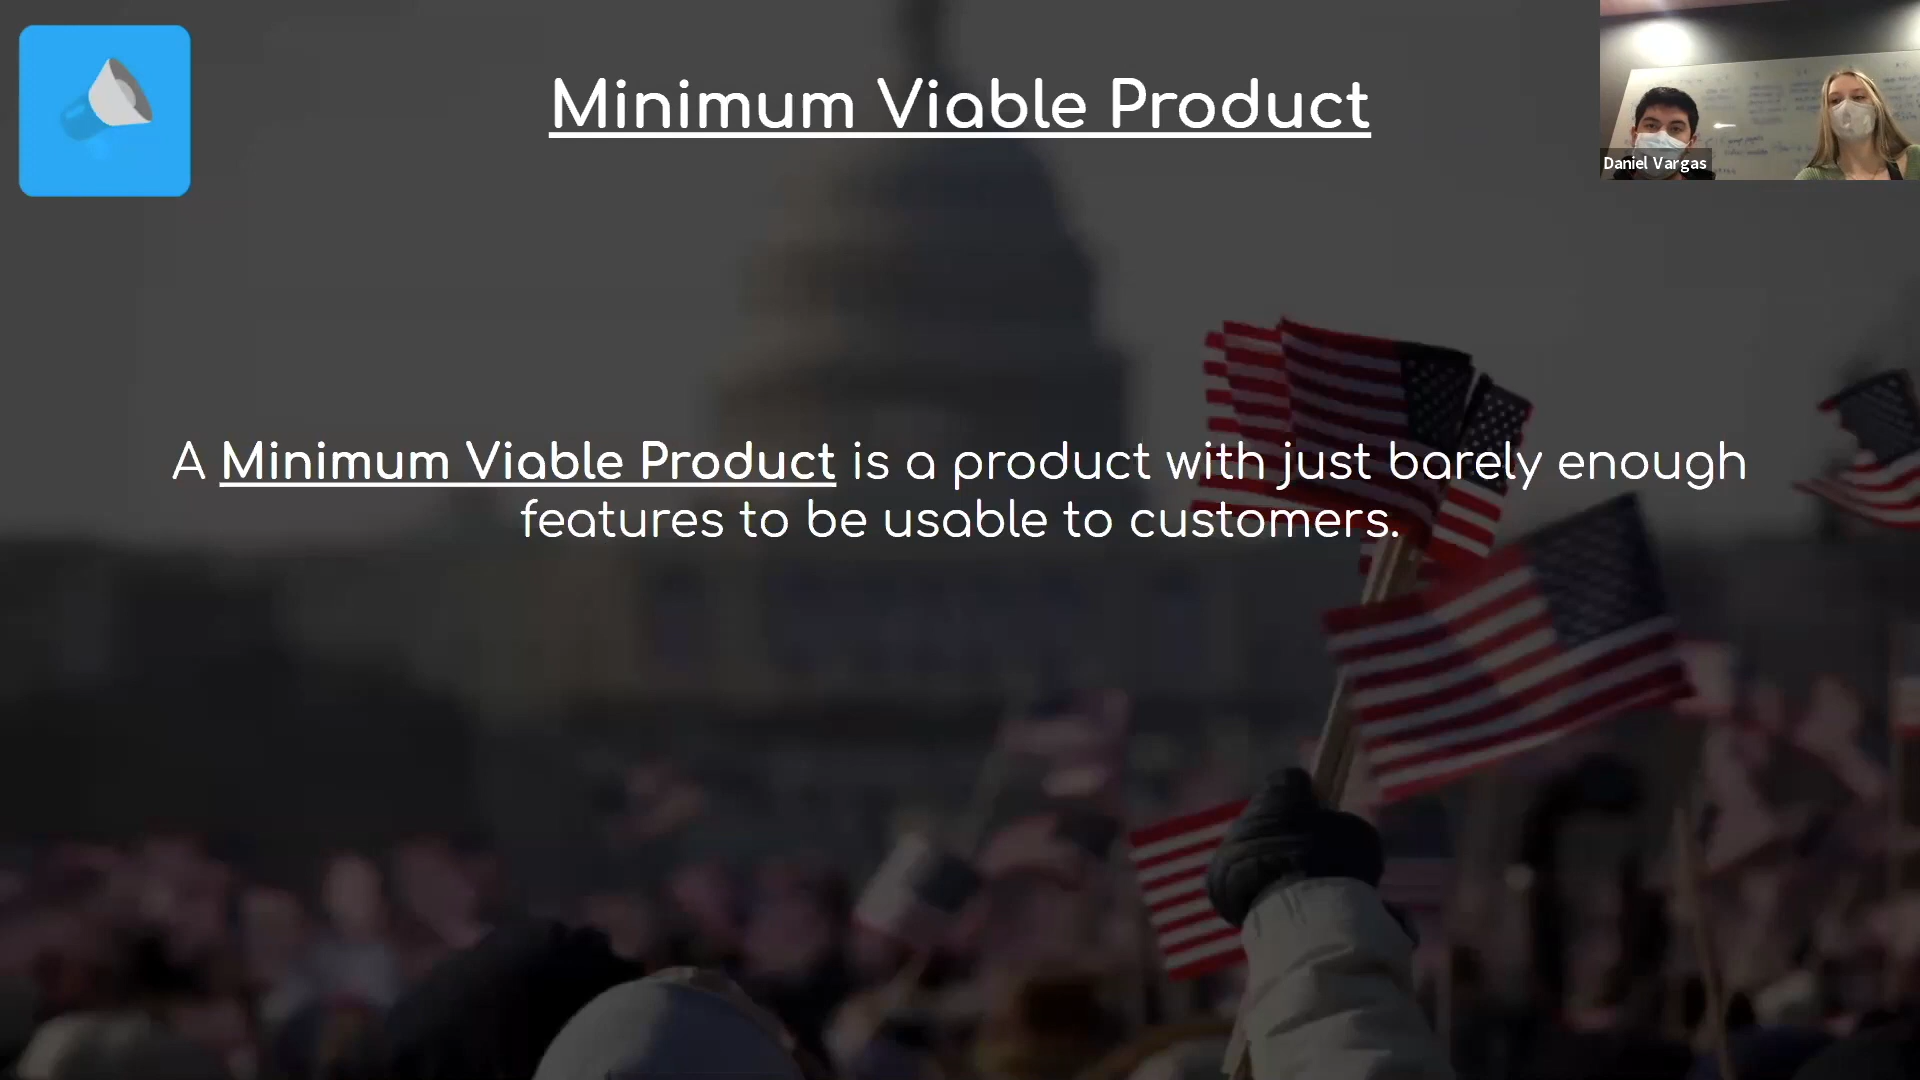 Minimum Viable Product
Daniel Vargas
A Minimum Viable Product is a product with just barely enough
features to be usable to customers.